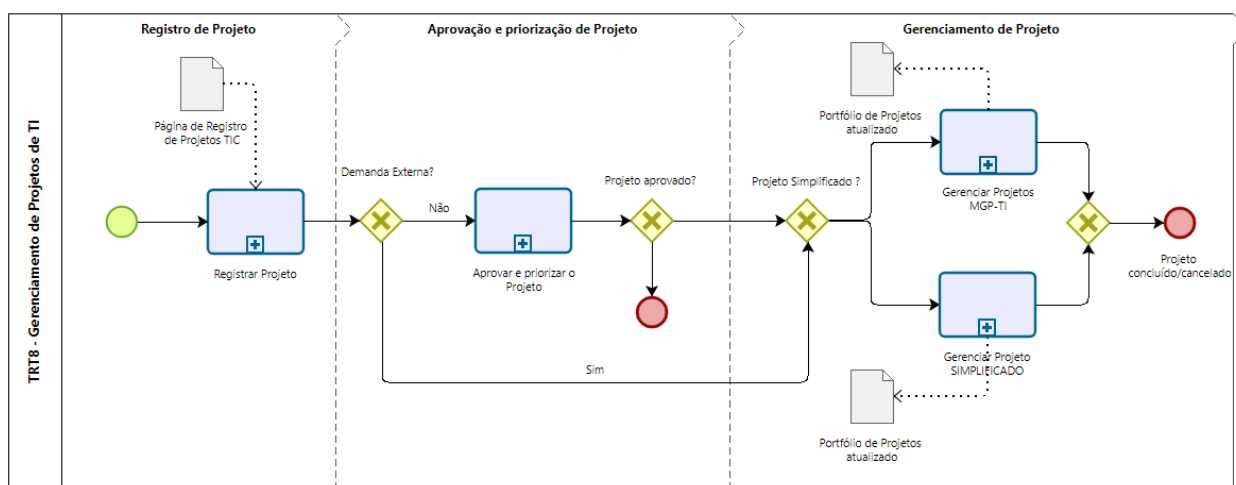 TRT8 - Gerenciamento de Projetos de TI
Registro de Projeto
Aprovação e priorização de Projeto
Gerenciamento de Projeto
Página de Registro
de Projetos TIC
Registrar Projeto
Demanda Externa?
Não
Sim
Aprovar e priorizar o
Projeto
Projeto aprovado?
Projeto Simplificado ?
Portfólio de Projetos
atualizado
Gerenciar Projetos
MGP-TI
Gerenciar Projeto
SIMPLIFICADO
Portfólio de Projetos
atualizado
Projeto
concluído/cancelado